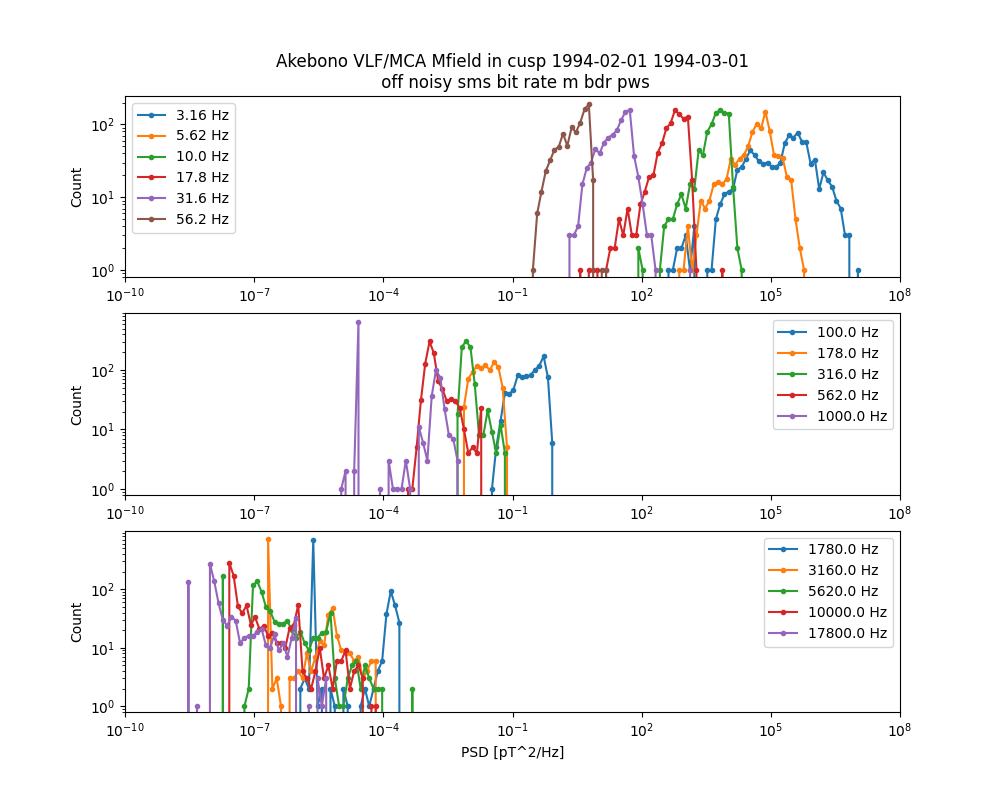 Akebono VLF/MCA Mfield in cusp 1994-02-01 1994-03-01
off noisy sms bit rate m bdr pws
Count
10^2
10^1
10^0
3.16 Hz
5.62 Hz
10.0 Hz
17.8 Hz
31.6 Hz
56.2 Hz
10^-10
10^-7
10^-4
10^-1
10^2
10^5
10^8
Count
10^2
10^1
10^0
100.0 Hz
178.0 Hz
316.0 Hz
562.0 Hz
1000.0 Hz
10^-10
10^-7
10^-4
10^-1
10^2
10^5
10^8
Count
10^2
10^1
10^0
1780.0 Hz
3160.0 Hz
5620.0 Hz
10000.0 Hz
17800.0 Hz
10^-10
10^-7
10^-4
10^-1
10^2
10^5
10^8
PSD [pT^2/Hz]